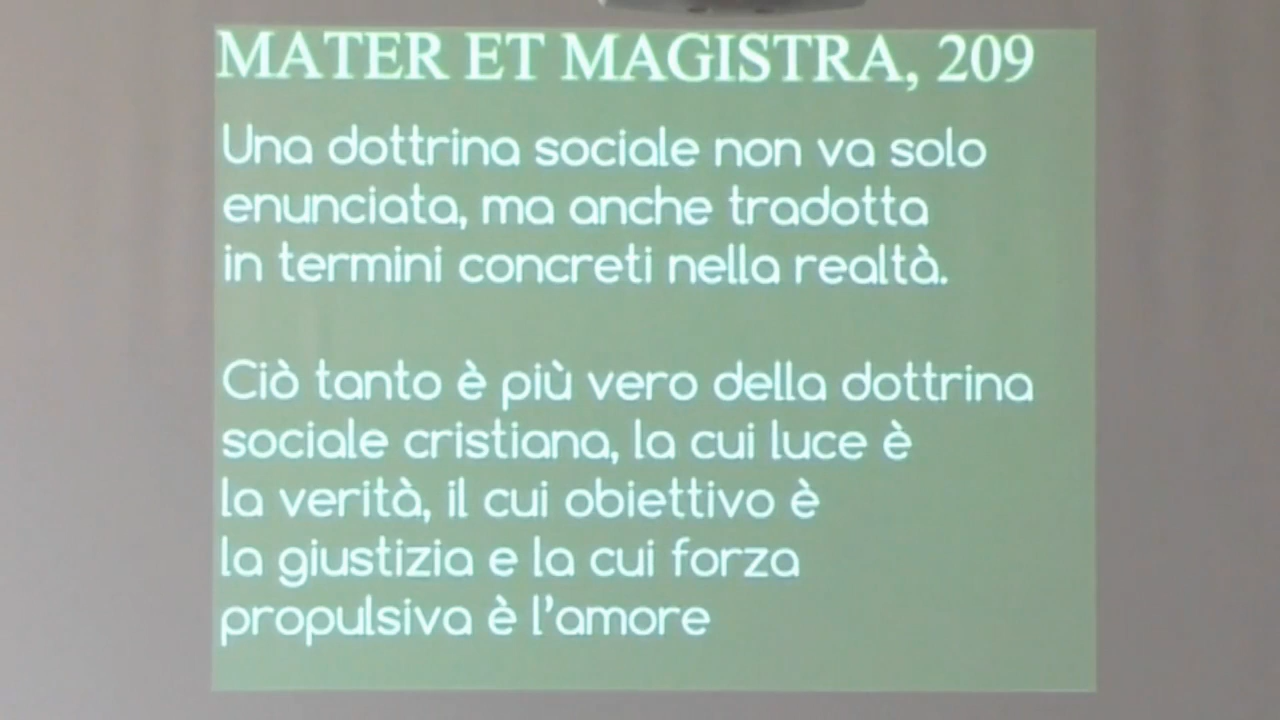 MATER ET MAGISTRA, 209
Una dottrina sociale non va solo
enunciata, ma anche tradotta
in termini concreti nella realtà.
Ciò tanto è più vero della dottrina
sociale cristiana, la cui luce è
la verità, il cui obiettivo è
la giustizia e la cui forza
propulsiva è l’amore